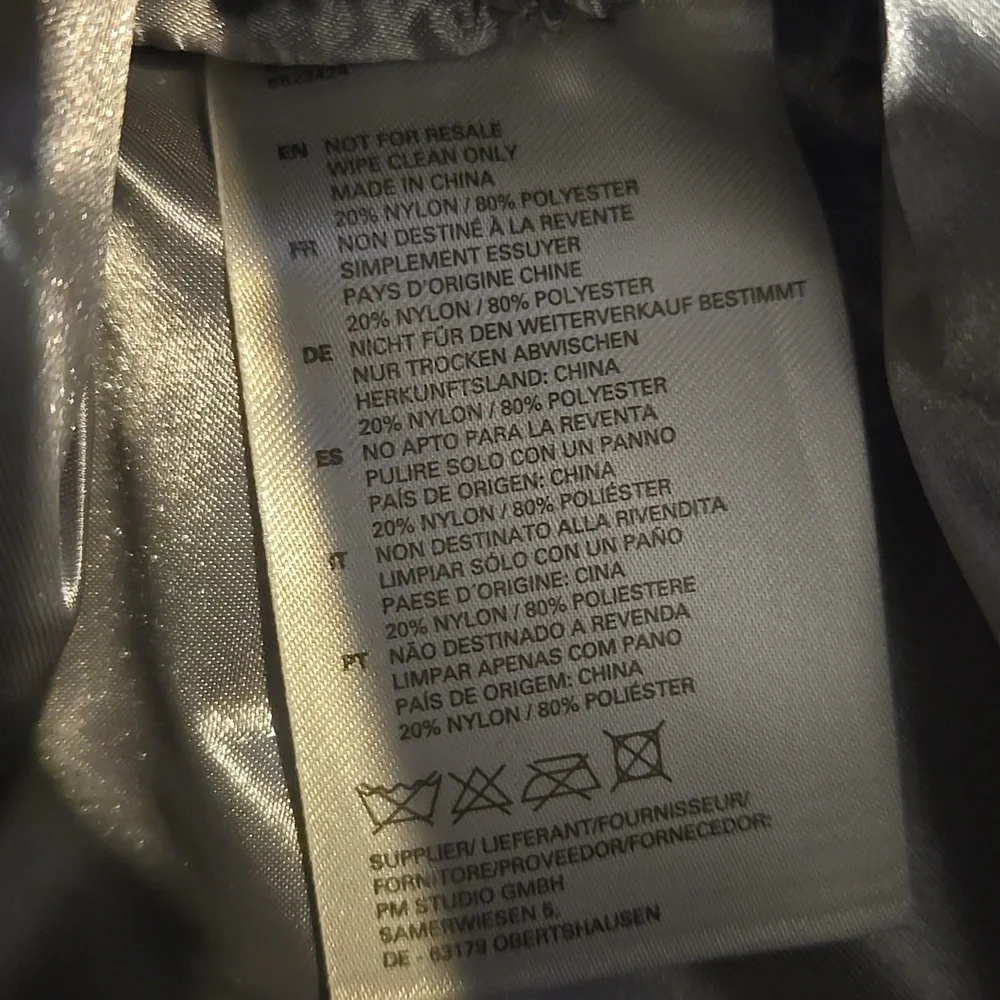 EN NOT FOR RESALE
WIPE CLEAN ONLY
MADE IN CHINA
20% NYLON / 80% POLYESTER
FR NON DESTINÉ À LA REVENTE
SIMPLEMENT ESSUYER
PAYS D'ORIGINE CHINE
20% NYLON / 80% POLYESTER
DE NICHT FÜR DEN WEITERVERKAUF BESTIMMT
NUR TROCKEN ABWISCHEN
HERKUNFTSLAND: CHINA
20% NYLON / 80% POLYESTER
ES NO APTO PARA LA REVENTA
PULIRE SOLO CON UN PANNO
PAÍS DE ORIGEN: CHINA
20% NYLON / 80% POLIÉSTER
IT NON DESTINATO ALLA RIVENDITA
LIMPIAR SÓLO CON UN PAÑO
PAESE D'ORIGINE: CINA
20% NYLON / 80% POLIESTERE
PT NÃO DESTINADO A REVENDA
LIMPAR APENAS COM PANO
PAÍS DE ORIGEM: CHINA
20% NYLON / 80% POLIÉSTER
SUPPLIER/ LIEFERANT/FOURNISSEUR/
FORNITORE/PROVEEDOR/FORNECEDOR:
PM STUDIO GMBH
SAMERWIESEN 5,
DE - 63179 OBERTSHAUSEN